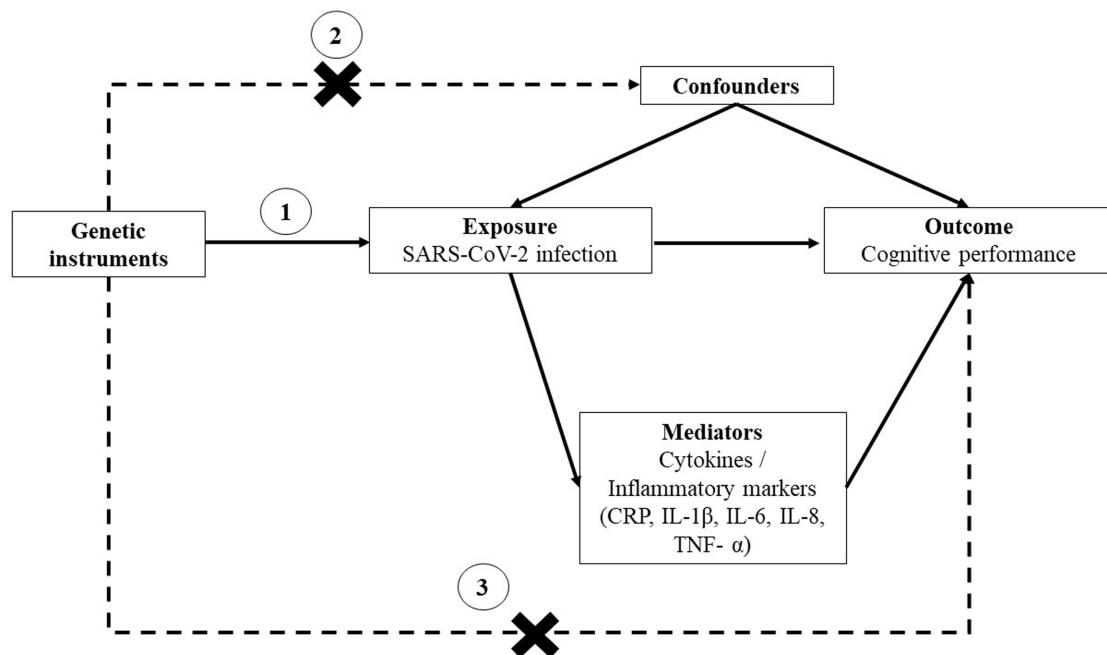 2
Confounders
1
Genetic
instruments
Exposure
SARS-CoV-2 infection
Outcome
Cognitive performance
Mediators
Cytokines /
Inflammatory markers
(CRP, IL-1β, IL-6, IL-8,
TNF- α)
3